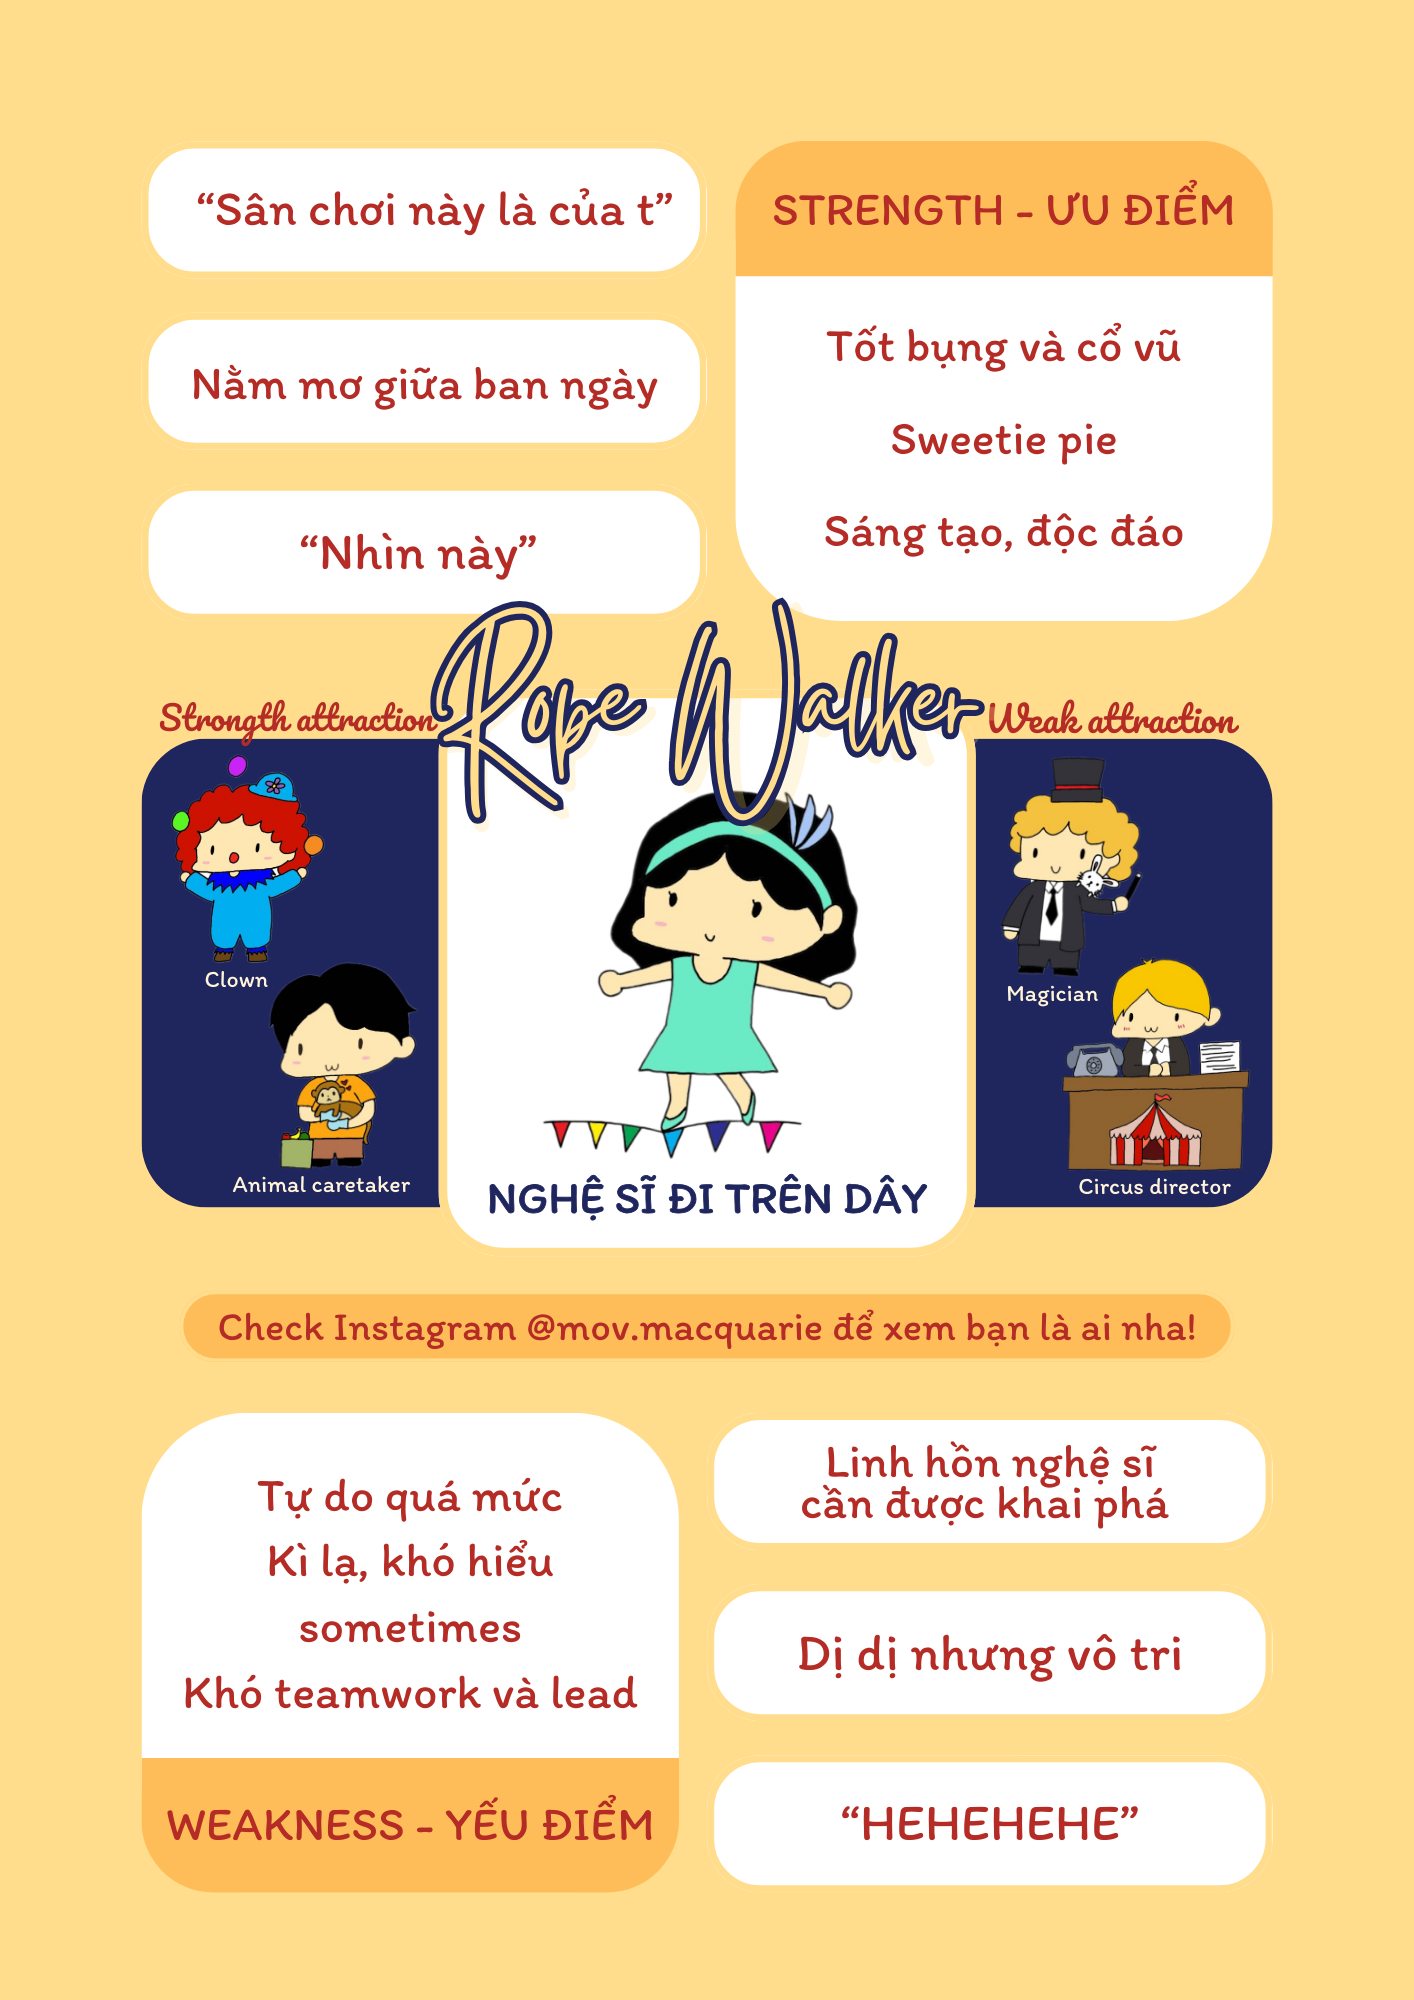 “Sân chơi này là của t”
Nằm mơ giữa ban ngày
“Nhìn này”
STRENGTH - ƯU ĐIỂM
Tốt bụng và cổ vũ
Sweetie pie
Sáng tạo, độc đáo
Rope Walker
Strongth attraction
Clown
Animal caretaker
NGHỆ SĨ ĐI TRÊN DÂY
Weak attraction
Magician
Circus director
Check Instagram @mov.macquarie để xem bạn là ai nha!
Tự do quá mức
Kì lạ, khó hiểu
sometimes
Khó teamwork và lead
WEAKNESS - YẾU ĐIỂM
Linh hồn nghệ sĩ
cần được khai phá
Dị dị nhưng vô tri
“HEHEHEHE”